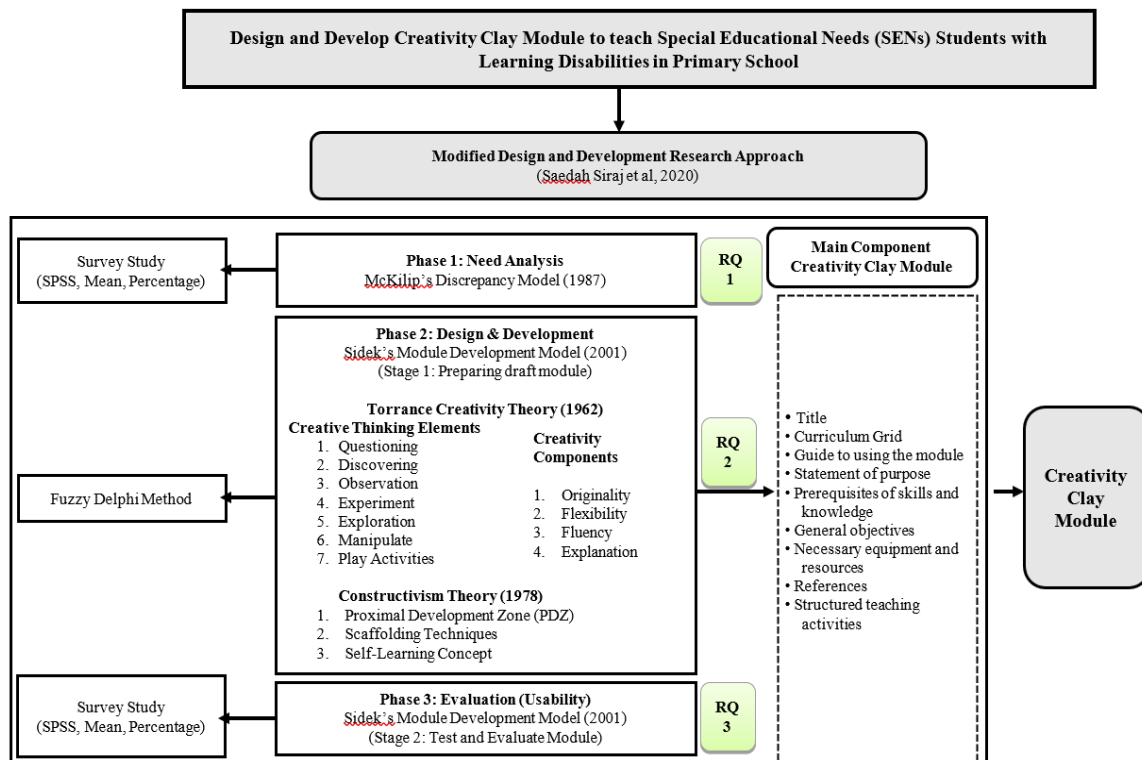 Design and Develop Creativity Clay Module to teach Special Educational Needs (SENs) Students with
Learning Disabilities in Primary School
Modified Design and Development Research Approach
(Saedah Siraj et al, 2020)
Survey Study
(SPSS, Mean, Percentage)
Phase 1: Need Analysis
McKilip's Discrepancy Model (1987)
RQ
1
Main Component
Creativity Clay Module
Phase 2: Design & Development
Sidek's Module Development Model (2001)
(Stage 1: Preparing draft module)
Torrance Creativity Theory (1962)
Creative Thinking Elements
1. Questioning
2. Discovering
3. Observation
4. Experiment
5. Exploration
6. Manipulate
7. Play Activities
Creativity
Components
1. Originality
2. Flexibility
3. Fluency
4. Explanation
Constructivism Theory (1978)
1. Proximal Development Zone (PDZ)
2. Scaffolding Techniques
3. Self-Learning Concept
Fuzzy Delphi Method
RQ
2
• Title
• Curriculum Grid
• Guide to using the module
• Statement of purpose
• Prerequisites of skills and
knowledge
• General objectives
• Necessary equipment and
resources
• References
• Structured teaching
activities
Creativity
Clay
Module
Survey Study
(SPSS, Mean, Percentage)
Phase 3: Evaluation (Usability)
Sidek's Module Development Model (2001)
(Stage 2: Test and Evaluate Module)
RQ
3